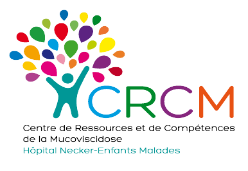 CRCM
Centre de Ressources et de Compétences
de la Mucoviscidose
Hôpital Necker-Enfants Malades